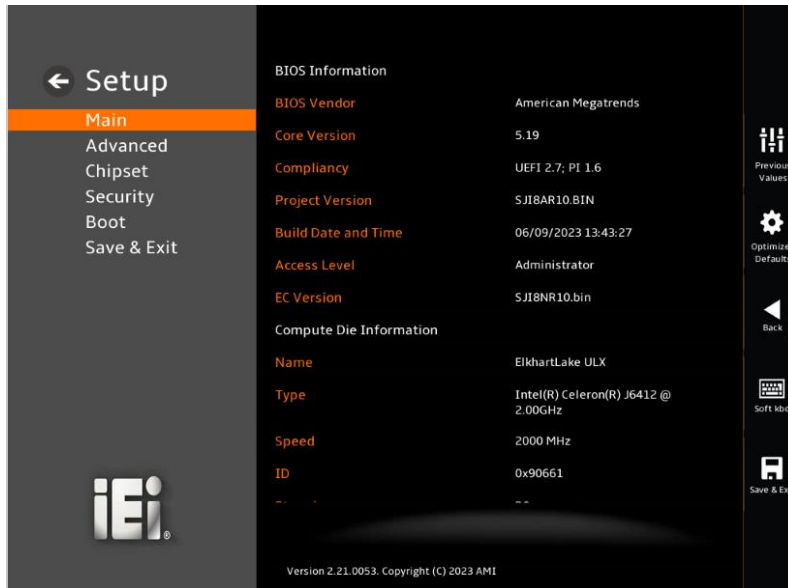 Setup
Main
Advanced
Chipset
Security
Boot
Save & Exit
iEi®
BIOS Information
BIOS Vendor American Megatrends
Core Version 5.19
Compliancy UEFI 2.7; PI 1.6
Project Version SJI8AR10.BIN
Build Date and Time 06/09/2023 13:43:27
Access Level Administrator
EC Version SJI8NR10.bin
Compute Die Information
Name ElkhartLake ULX
Type Intel(R) Celeron(R) J6412 @
2.00GHz
Speed 2000 MHz
ID 0x90661
Version 2.21.0053. Copyright (C) 2023 AMI
Previous
Values
Optimize
Defaults
Back
Soft kbd
Save & Ex